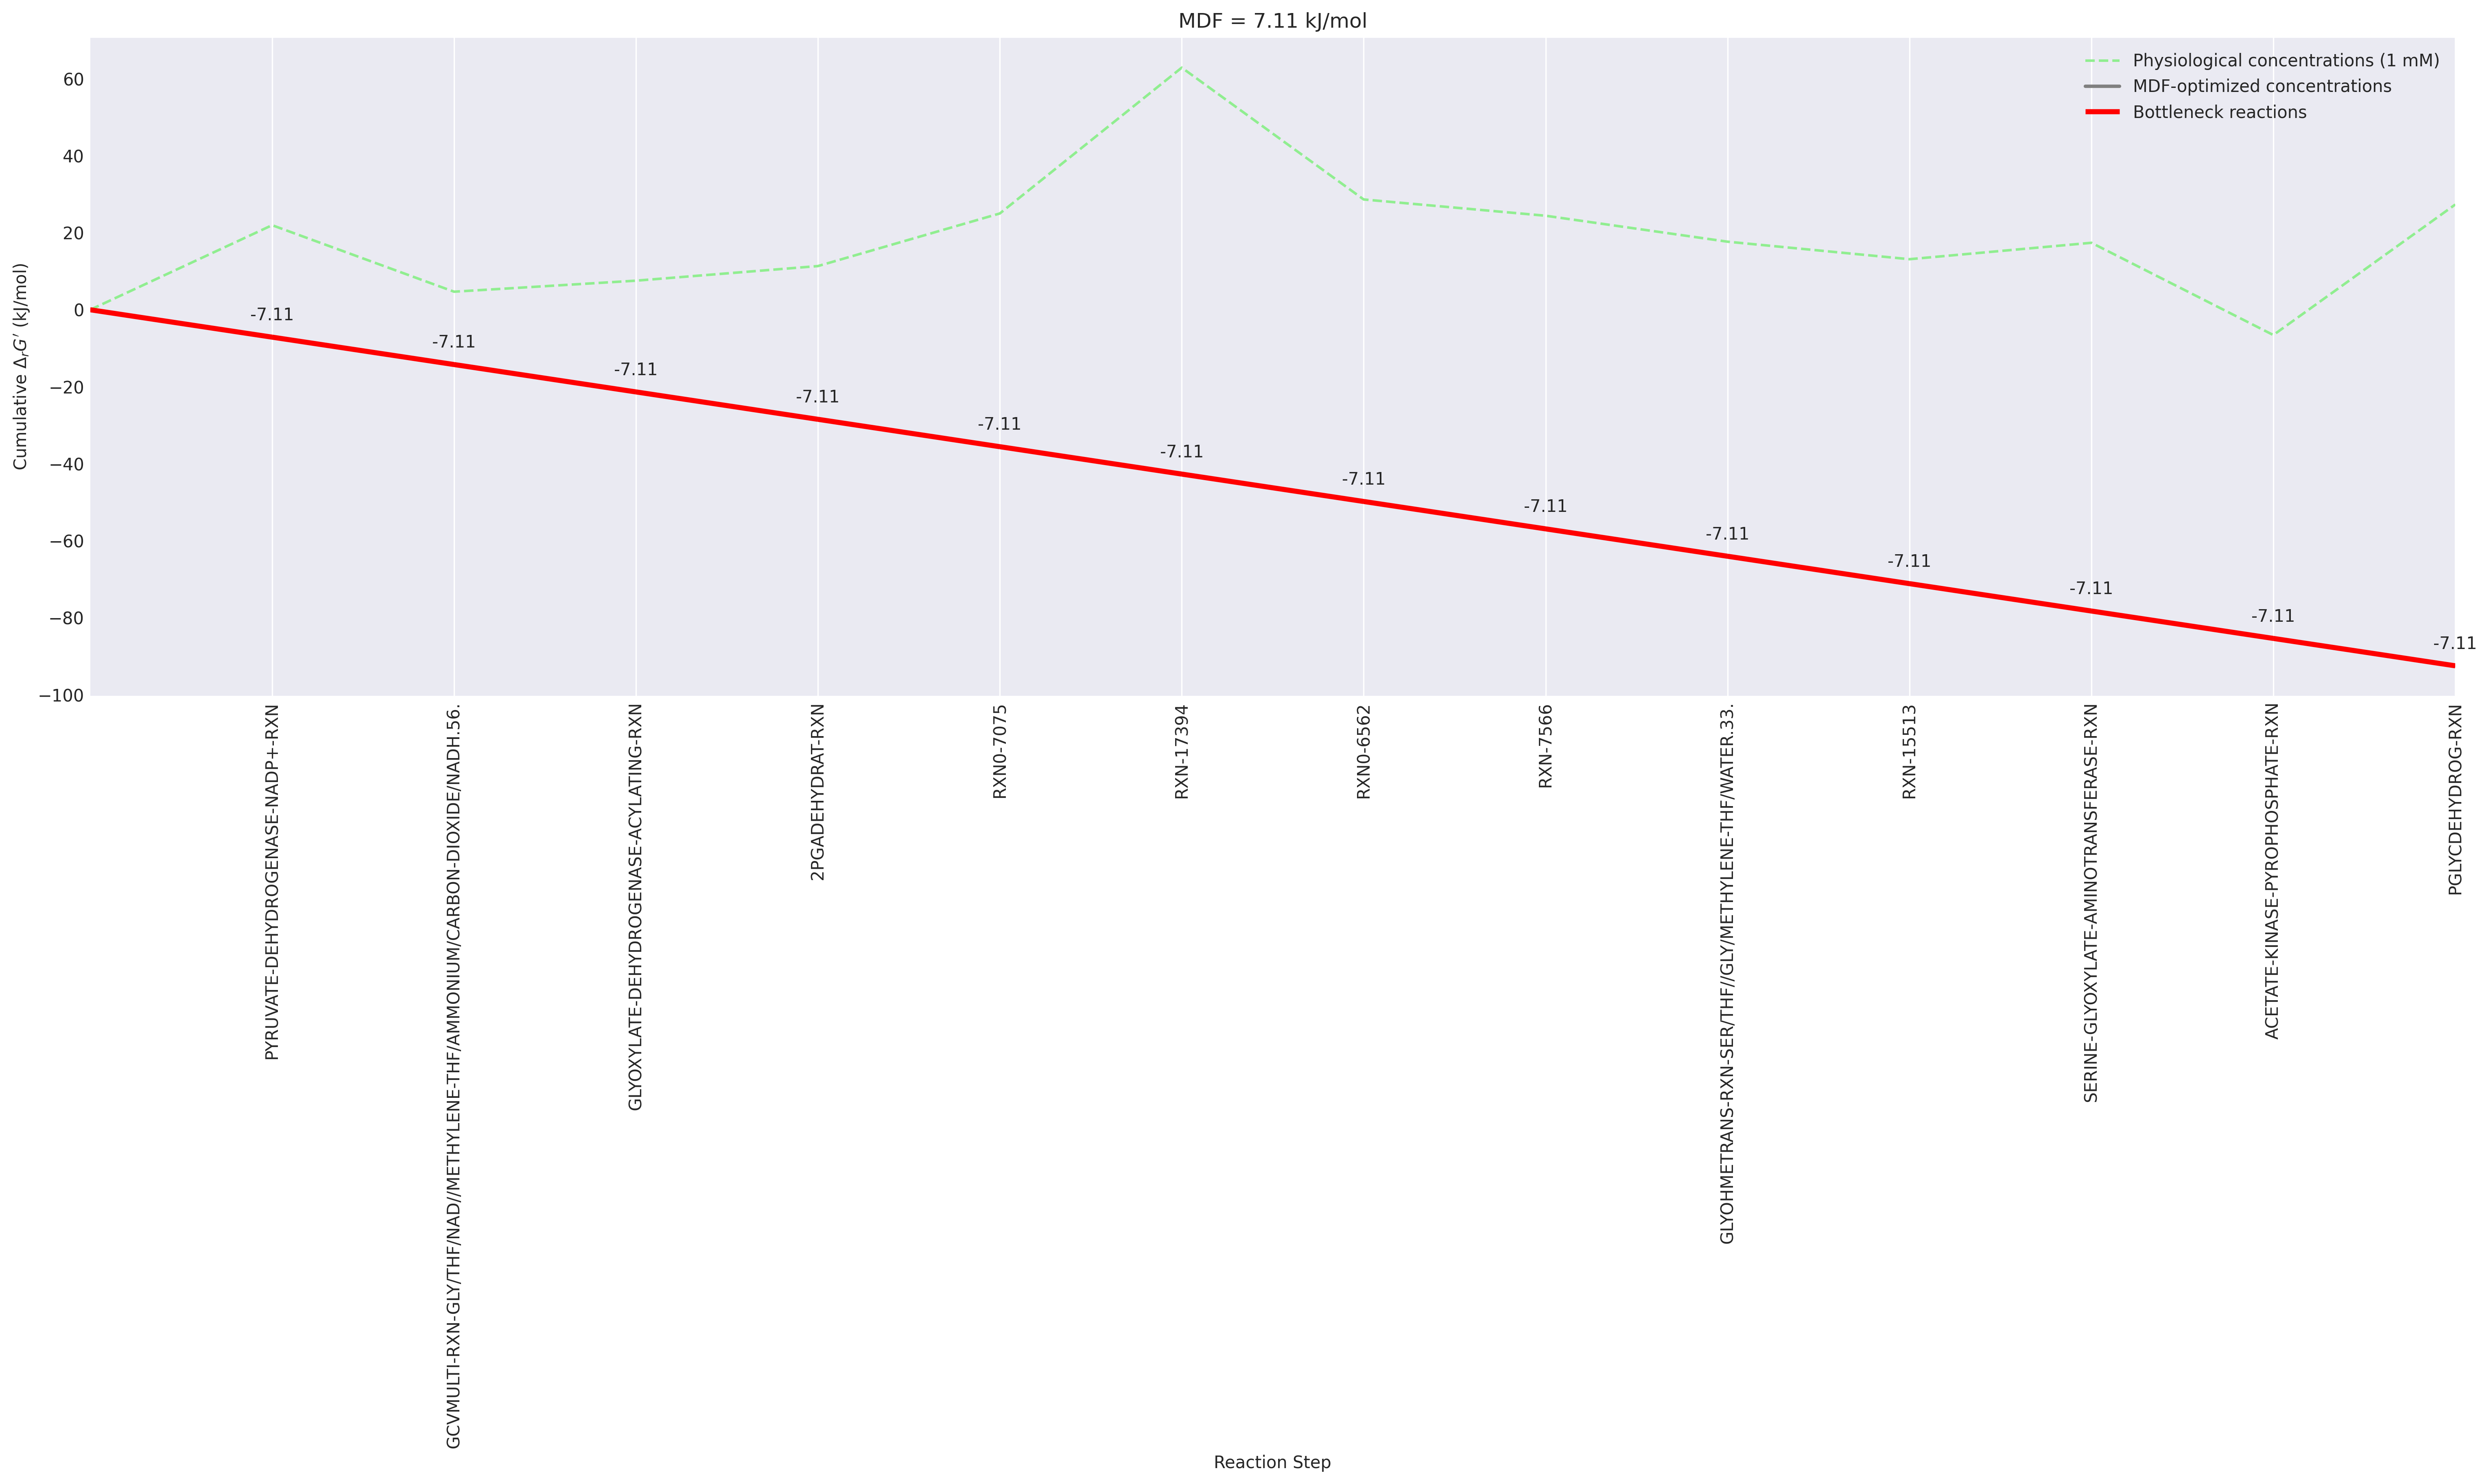 MDF = 7.11 kJ/mol
Physiological concentrations (1 mM)
MDF-optimized concentrations
Bottleneck reactions
Cumulative ΔrG′ (kJ/mol)
60
40
20
0
−20
−40
−60
−80
−100
-7.11
-7.11
-7.11
-7.11
-7.11
-7.11
-7.11
-7.11
-7.11
-7.11
-7.11
-7.11
-7.11
PYRUVATE-DEHYDROGENASE-NADP+-RXN
GCVMULTI-RXN-GLY/THF/NAD//METHYLENE-THF/AMMONIUM/CARBON-DIOXIDE/NADH.56.
GLYOXYLATE-DEHYDROGENASE-ACYLATING-RXN
2PGADEHYDRAT-RXN
RXN0-7075
RXN-17394
RXN0-6562
RXN-7566
GLYOHMETRANS-RXN-SER/THF//GLY/METHYLENE-THF/WATER.33.
RXN-15513
SERINE-GLYOXYLATE-AMINOTRANSFERASE-RXN
ACETATE-KINASE-PYROPHOSPHATE-RXN
PGLYCDEHYDROG-RXN
Reaction Step